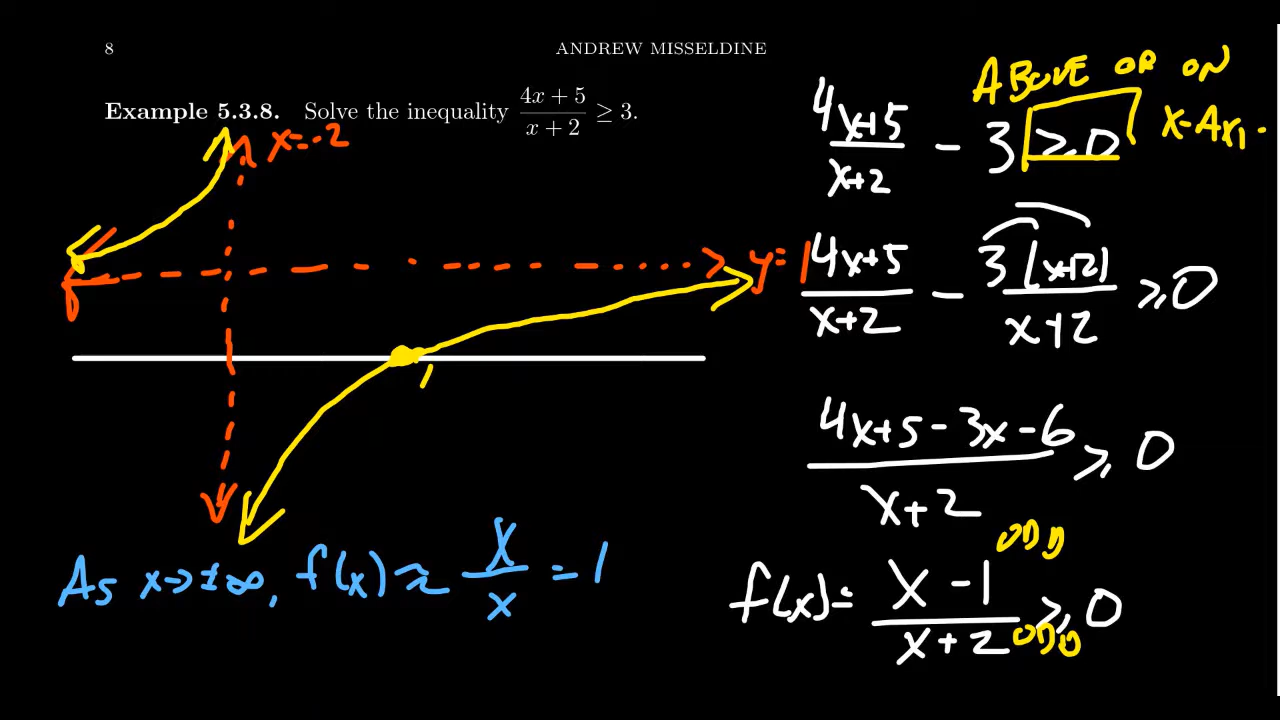 8 ANDREW MISSELDINE
Example 5.3.8. Solve the inequality (4x + 5)/(x + 2) ≥ 3.
x=-2
y=1
1
As x→±∞, f(x) ≈ x/x = 1
ABOVE OR ON
X-AXI-
(4x+5)/(x+2) - 3 ≥ 0
(4x+5)/(x+2) - 3(x+2)/(x+2) ≥ 0
(4x+5-3x-6)/(x+2) ≥ 0
ODD
f(x)= (x-1)/(x+2) ≥ 0
ODD